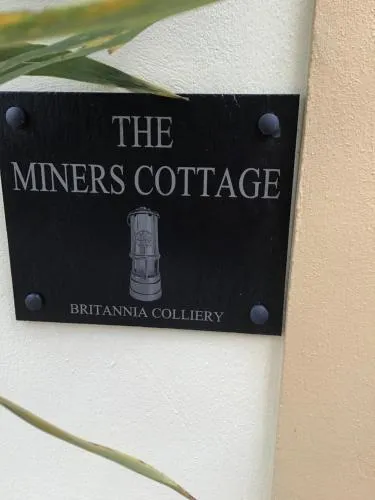 THE
MINERS COTTAGE
BRITANNIA COLLIERY